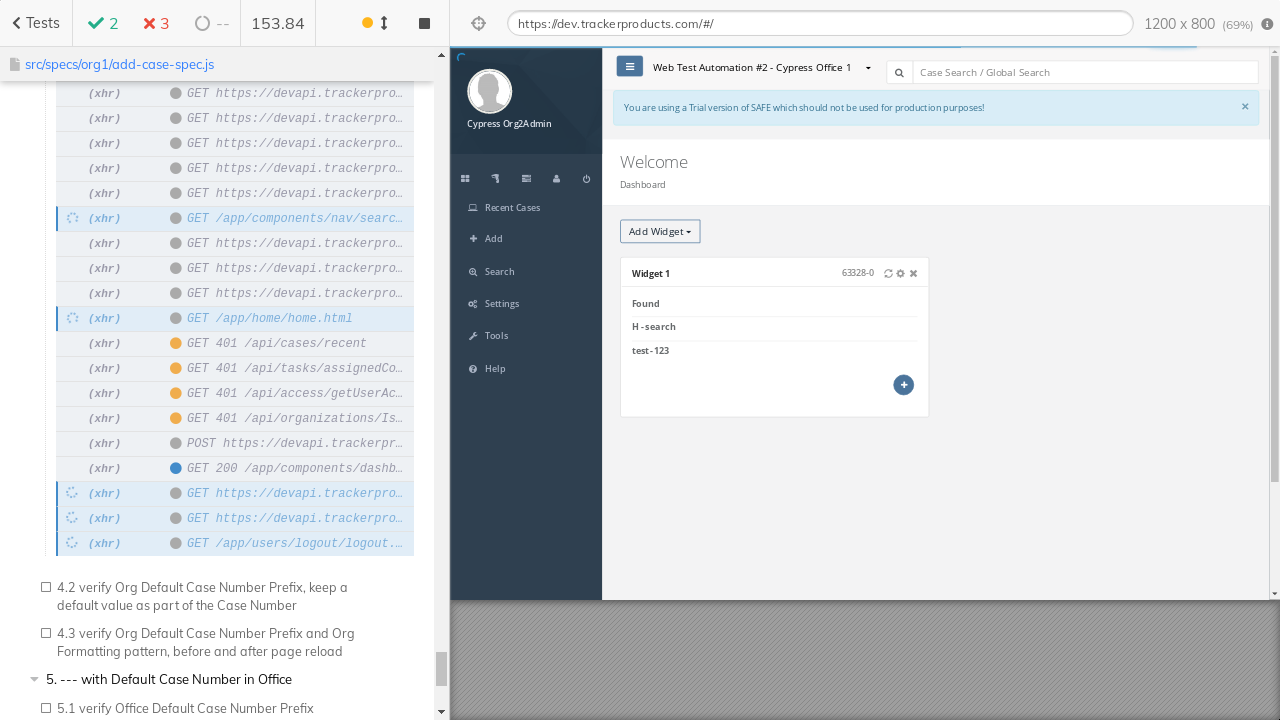 Tests
2
3
--
153.84
https://dev.trackerproducts.com/#/
1200 x 800 (69%)
src/specs/org1/add-case-spec.js
(xhr) GET https://devapi.trackerpro…
(xhr) GET https://devapi.trackerpro…
(xhr) GET https://devapi.trackerpro…
(xhr) GET https://devapi.trackerpro…
(xhr) GET https://devapi.trackerpro…
(xhr) GET /app/components/nav/searc…
(xhr) GET https://devapi.trackerpro…
(xhr) GET https://devapi.trackerpro…
(xhr) GET https://devapi.trackerpro…
(xhr) GET /app/home/home.html
(xhr) GET 401 /api/cases/recent
(xhr) GET 401 /api/tasks/assignedCo…
(xhr) GET 401 /api/access/getUserAc…
(xhr) GET 401 /api/organizations/Is…
(xhr) POST https://devapi.trackerpr…
(xhr) GET 200 /app/components/dashb…
(xhr) GET https://devapi.trackerpro…
(xhr) GET https://devapi.trackerpro…
(xhr) GET /app/users/logout/logout.…
4.2 verify Org Default Case Number Prefix, keep a
default value as part of the Case Number
4.3 verify Org Default Case Number Prefix and Org
Formatting pattern, before and after page reload
5. --- with Default Case Number in Office
5.1 verify Office Default Case Number Prefix
Cypress Org2Admin
Recent Cases
Add
Search
Settings
Tools
Help
Web Test Automation #2 - Cypress Office 1
Case Search / Global Search
You are using a Trial version of SAFE which should not be used for production purposes!
×
Welcome
Dashboard
Add Widget
Widget 1
63328-0
Found
H - search
test-123